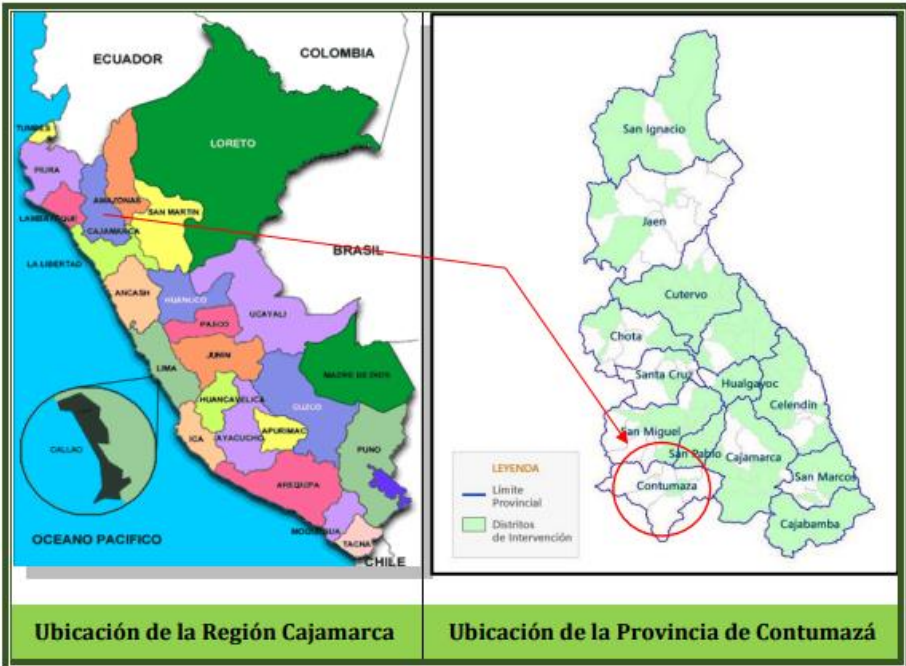 ECUADOR
COLOMBIA
TUMBES
LORETO
PIURA
AMAZONAS
LAMBAYEQUE
SAN MARTIN
CAJAMARCA
BRASIL
LA LIBERTAD
ANCASH
HUANUCO
UCAYALI
PASCO
LIMA
JUNIN
MADRE DE DIOS
HUANCAVELICA
CUZCO
CALLAO
ICA
AYACUCHO
APURIMAC
PUNO
AREQUIPA
MOQUEGUA
OCEANO PACIFICO
TACNA
CHILE
San Ignacio
Jaen
Cutervo
Chota
Santa Cruz
Hualgayoc
Celendín
San Miguel
San Pablo
Cajamarca
Contumaza
San Marcos
Cajabamba
LEYENDA
Límite
Provincial
Distritos
de Intervención
Ubicación de la Región Cajamarca
Ubicación de la Provincia de Contumazá